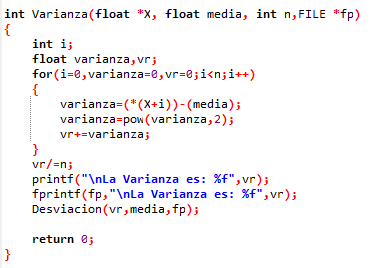 int Varianza(float *X, float media, int n,FILE *fp)
{
    int i;
    float varianza,vr;
    for(i=0,varianza=0,vr=0;i<n;i++)
    {
        varianza=(*(X+i))-(media);
        varianza=pow(varianza,2);
        vr+=varianza;
    }
    vr/=n;
    printf("\nLa Varianza es: %f",vr);
    fprintf(fp,"\nLa Varianza es: %f",vr);
    Desviacion(vr,media,fp);

    return 0;
}